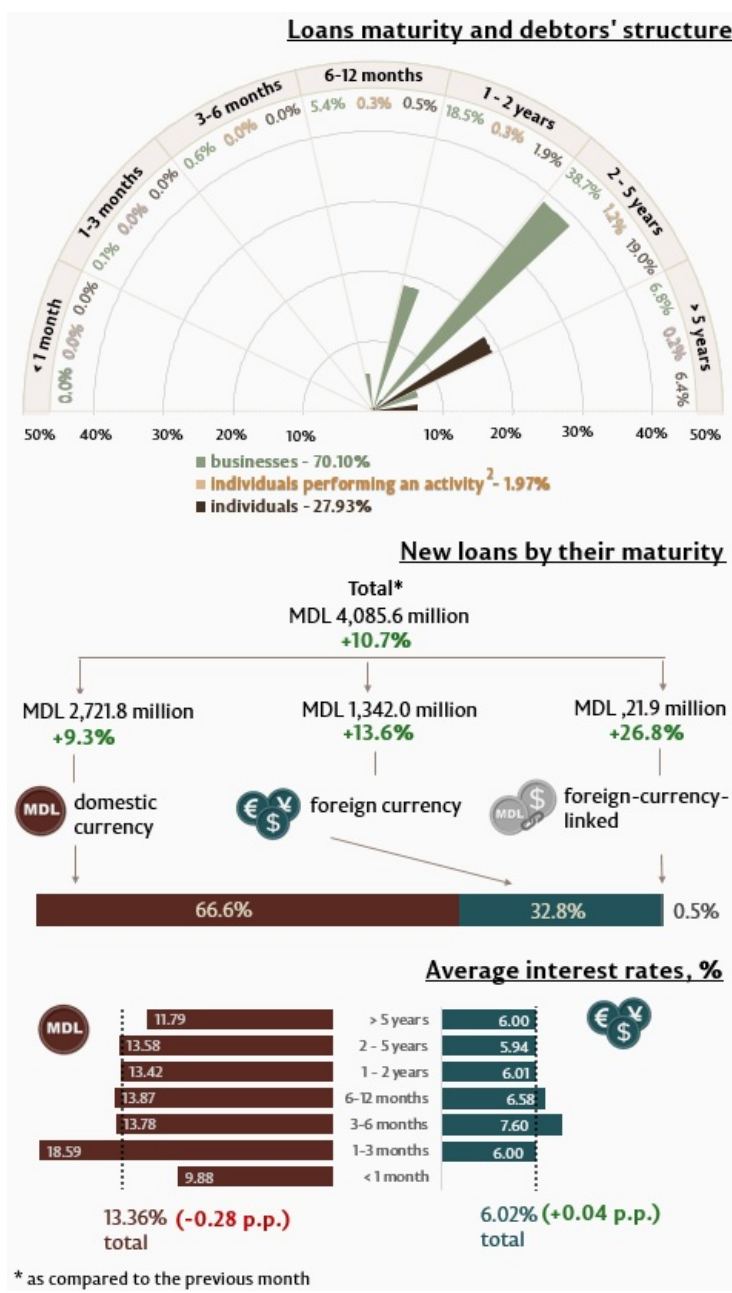 Loans maturity and debtors' structure
< 1 month
1-3 months
3-6 months
6-12 months
1 - 2 years
2 - 5 years
> 5 years
0.0% 0.0% 0.0%
0.1% 0.0% 0.0%
0.6% 0.0% 0.0%
5.4% 0.3% 0.5%
18.5% 0.3% 1.9%
38.7% 1.2% 19.0%
6.8% 0.2% 6.4%
50% 40% 30% 20% 10% 10% 20% 30% 40% 50%
businesses - 70.10%
individuals performing an activity 2 - 1.97%
individuals - 27.93%
New loans by their maturity
Total*
MDL 4,085.6 million
+10.7%
MDL 2,721.8 million
+9.3%
MDL 1,342.0 million
+13.6%
MDL ,21.9 million
+26.8%
MDL
domestic
currency
€ ¥ $
foreign currency
MDL $
foreign-currency-
linked
66.6% 32.8% 0.5%
Average interest rates, %
MDL
€ ¥ $
11.79 > 5 years 6.00
13.58 2 - 5 years 5.94
13.42 1 - 2 years 6.01
13.87 6-12 months 6.58
13.78 3-6 months 7.60
18.59 1-3 months 6.00
9.88 < 1 month
13.36% (-0.28 p.p.)
total
6.02% (+0.04 p.p.)
total
* as compared to the previous month